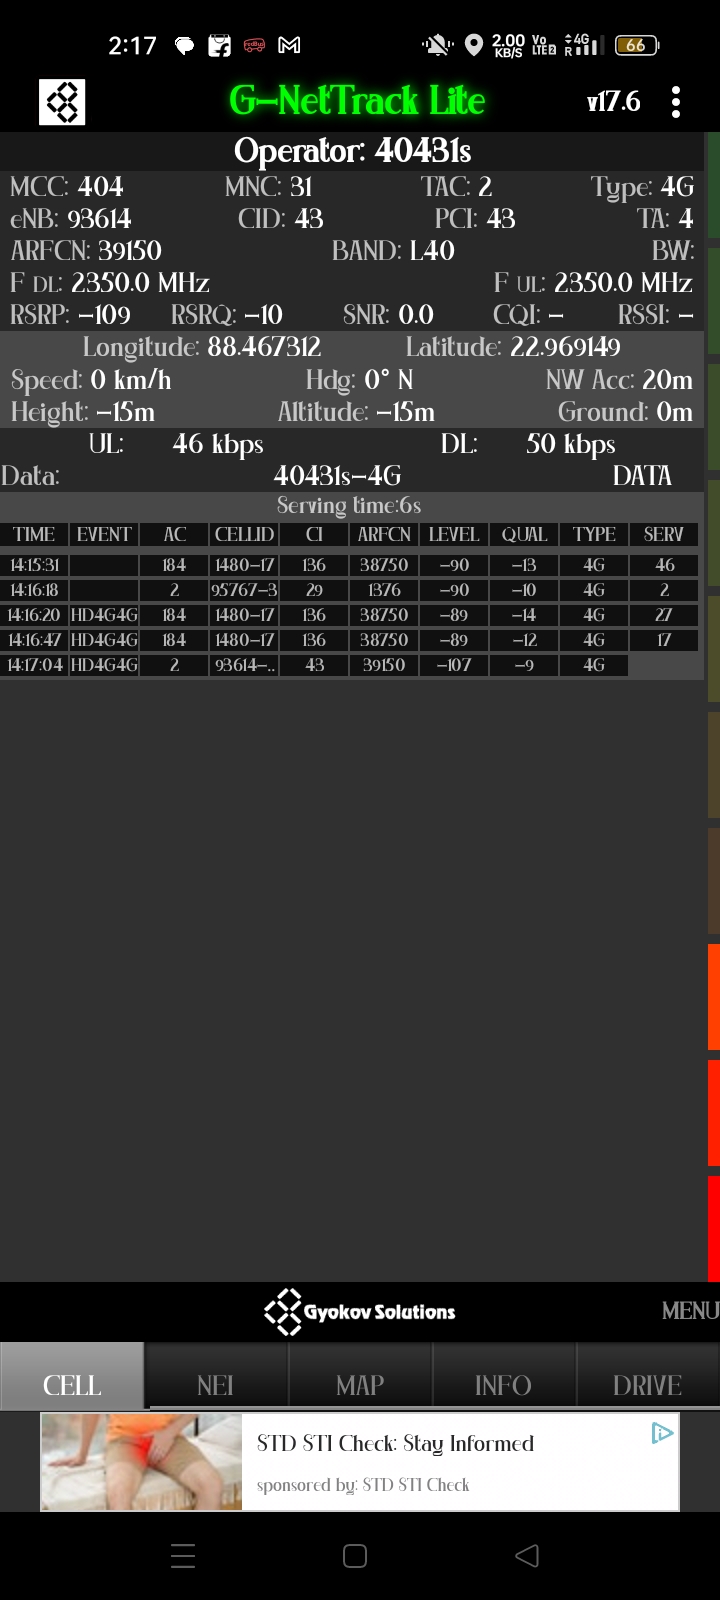 2:17 2.00 KB/S Vo LTE2 4G R 66
G-NetTrack Lite v17.6
Operator: 40431s
MCC: 404 MNC: 31 TAC: 2 Type: 4G
eNB: 93614 CID: 43 PCI: 43 TA: 4
ARFCN: 39150 BAND: L40 BW:
F DL: 2350.0 MHz F UL: 2350.0 MHz
RSRP: -109 RSRQ: -10 SNR: 0.0 CQI: - RSSI: -
Longitude: 88.467312 Latitude: 22.969149
Speed: 0 km/h Hdg: 0° N NW Acc: 20m
Height: -15m Altitude: -15m Ground: 0m
UL: 46 kbps DL: 50 kbps
Data: 40431s-4G DATA
Serving time:6s
TIME EVENT AC CELLID CI ARFCN LEVEL QUAL TYPE SERV
14:15:31 184 1480-17 136 38750 -90 -13 4G 46
14:16:18 2 95767-3 29 1376 -90 -10 4G 2
14:16:20 HD4G4G 184 1480-17 136 38750 -89 -14 4G 27
14:16:47 HD4G4G 184 1480-17 136 38750 -89 -12 4G 17
14:17:04 HD4G4G 2 93614-.. 43 39150 -107 -9 4G
Gyokov Solutions MENU
CELL NEI MAP INFO DRIVE
STD STI Check: Stay Informed
sponsored by: STD STI Check